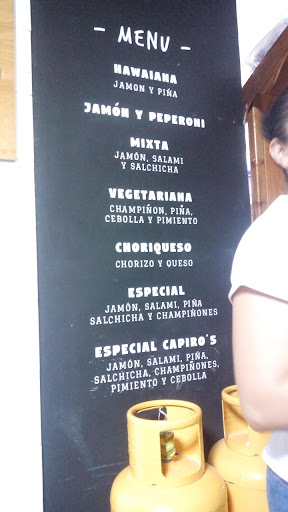 - MENU -
HAWAIANA
JAMON Y PIÑA
JAMÓN Y PEPERONI
MIXTA
JAMÓN, SALAMI
Y SALCHICHA
VEGETARIANA
CHAMPIÑON, PIÑA,
CEBOLLA Y PIMIENTO
CHORIQUESO
CHORIZO Y QUESO
ESPECIAL
JAMÓN, SALAMI, PIÑA
SALCHICHA Y CHAMPIÑONES
ESPECIAL CAPIRO'S
JAMÓN, SALAMI, PIÑA,
SALCHICHA, CHAMPIÑONES,
PIMIENTO Y CEBOLLA